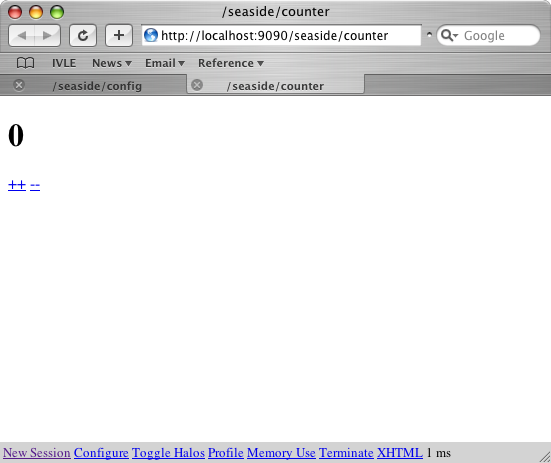 /seaside/counter
http://localhost:9090/seaside/counter
Google
IVLE News Email Reference
/seaside/config /seaside/counter
0
++ --
New Session Configure Toggle Halos Profile Memory Use Terminate XHTML 1 ms